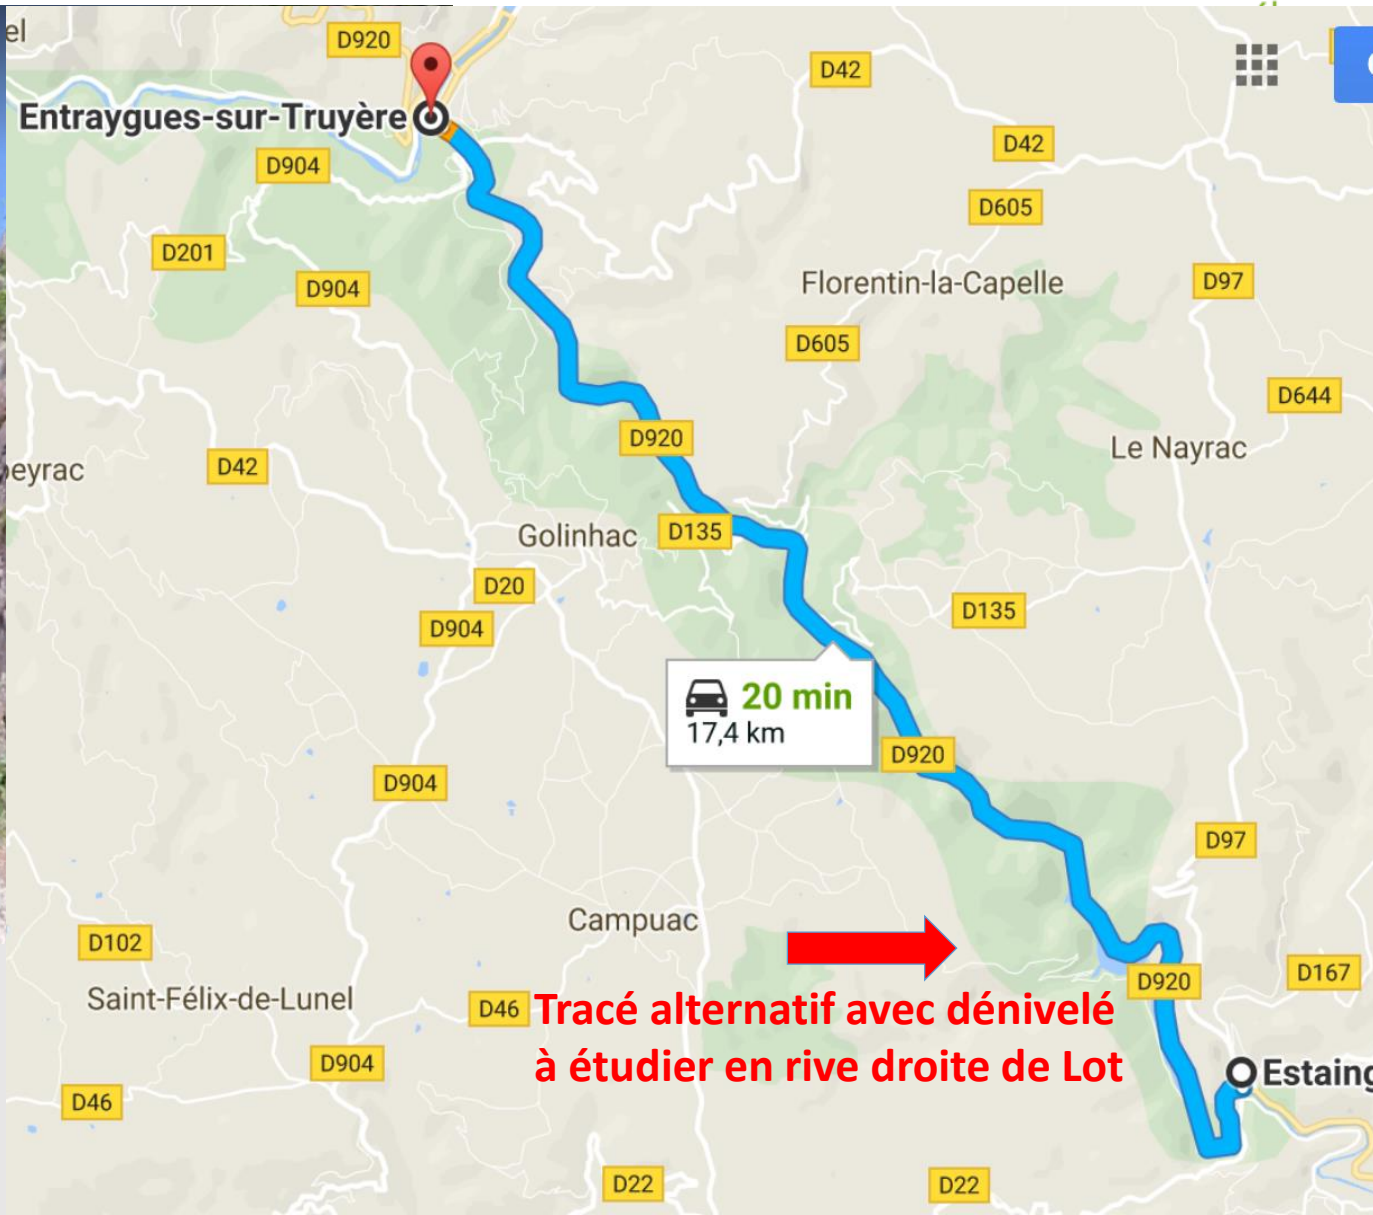 el
D920
D42
Entraygues-sur-Truyère
D42
D904
D605
D201
D904
Florentin-la-Capelle
D97
D605
D644
D920
Le Nayrac
peyrac
D42
Golinhac
D135
D20
D904
D135
20 min
17,4 km
D920
D904
D97
Campuac
D102
D920
D167
Saint-Félix-de-Lunel
D46
Tracé alternatif avec dénivelé
à étudier en rive droite de Lot
D904
Estaing
D46
D22
D22